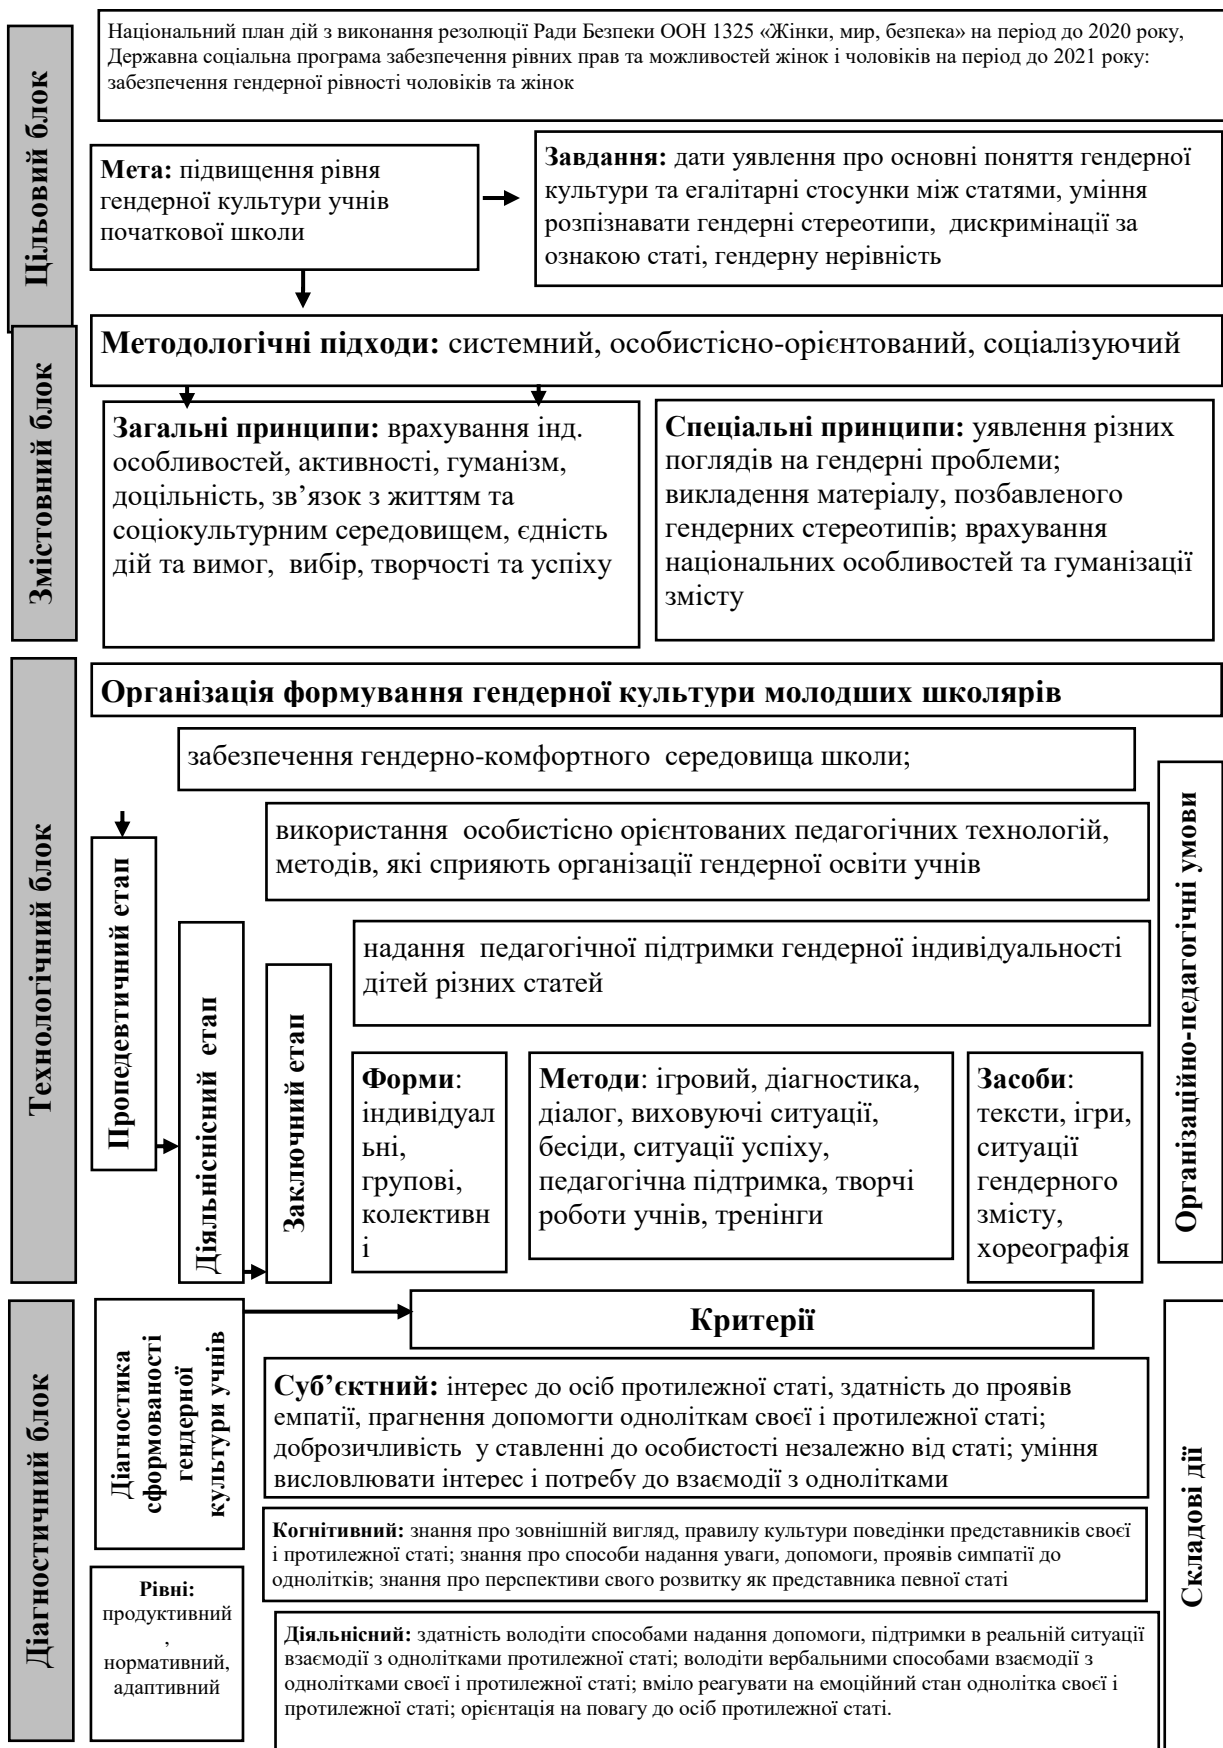 Цільовий блок
Національний план дій з виконання резолюції Ради Безпеки ООН 1325 «Жінки, мир, безпека» на період до 2020 року,
Державна соціальна програма забезпечення рівних прав та можливостей жінок і чоловіків на період до 2021 року:
забезпечення гендерної рівності чоловіків та жінок
Мета: підвищення рівня
гендерної культури учнів
початкової школи
Завдання: дати уявлення про основні поняття гендерної
культури та егалітарні стосунки між статями, уміння
розпізнавати гендерні стереотипи, дискримінації за
ознакою статі, гендерну нерівність
Змістовний блок
Методологічні підходи: системний, особистісно-орієнтований, соціалізуючий
Загальні принципи: врахування інд.
особливостей, активності, гуманізм,
доцільність, зв’язок з життям та
соціокультурним середовищем, єдність
дій та вимог, вибір, творчості та успіху
Спеціальні принципи: уявлення різних
поглядів на гендерні проблеми;
викладення матеріалу, позбавленого
гендерних стереотипів; врахування
національних особливостей та гуманізації
змісту
Технологічний блок
Організація формування гендерної культури молодших школярів
забезпечення гендерно-комфортного середовища школи;
використання особистісно орієнтованих педагогічних технологій,
методів, які сприяють організації гендерної освіти учнів
надання педагогічної підтримки гендерної індивідуальності
дітей різних статей
Організаційно-педагогічні умови
Пропедевтичний етап
Діяльніснісний етап
Заключний етап
Форми:
індивідуаль
ьні,
групові,
колективн
і
Методи: ігровий, діагностика,
діалог, виховуючі ситуації,
бесіди, ситуації успіху,
педагогічна підтримка, творчі
роботи учнів, тренінги
Засоби:
тексти, ігри,
ситуації
гендерного
змісту,
хореографія
Діагностичний блок
Діагностика
сформованості
гендерної
культури учнів
Критерії
Суб’єктний: інтерес до осіб протилежної статі, здатність до проявів
емпатії, прагнення допомогти одноліткам своєї і протилежної статі;
доброзичливість у ставленні до особистості незалежно від статі; уміння
висловлювати інтерес і потребу до взаємодії з однолітками
Когнітивний: знання про зовнішній вигляд, правилу культури поведінки представників своєї
і протилежної статі; знання про способи надання уваги, допомоги, проявів симпатії до
однолітків; знання про перспективи свого розвитку як представника певної статі
Рівні:
продуктивний
,
нормативний,
адаптивний
Діяльнісний: здатність володіти способами надання допомоги, підтримки в реальній ситуації
взаємодії з однолітками протилежної статі; володіти вербальними способами взаємодії з
однолітками своєї і протилежної статі; вміло реагувати на емоційний стан однолітка своєї і
протилежної статі; орієнтація на повагу до осіб протилежної статі.
Складові дії